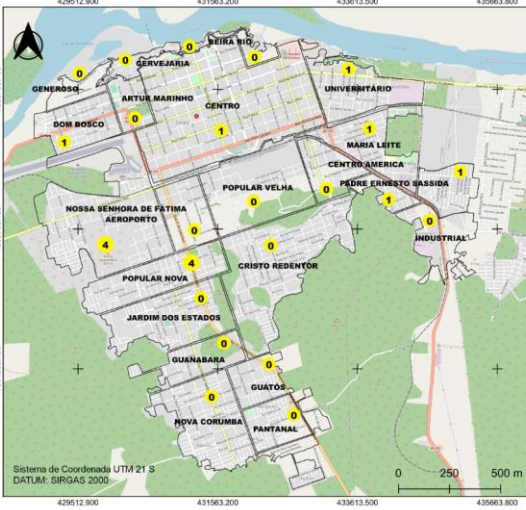 429512.900 431563.200 433613.500 435663.800
BEIRA RIO
0
0
0
CERVEJARIA
0
GENEROSO
ARTUR MARINHO
CENTRO
1
UNIVERSITÁRIO
DOM BOSCO
0
1
1
1
MARIA LEITE
CENTRO AMERICA
POPULAR VELHA
PADRE ERNESTO SASSIDA
1
0
0
1
NOSSA SENHORA DE FÁTIMA
AEROPORTO
0
0
INDUSTRIAL
4
0
4
CRISTO REDENTOR
POPULAR NOVA
0
JARDIM DOS ESTADOS
0
GUANABARA
0
GUATÓS
0
NOVA CORUMBA
0
PANTANAL
Sistema de Coordenada UTM 21 S
DATUM: SIRGAS 2000
0 250 500 m
429512.900 431563.200 433613.500 435663.800